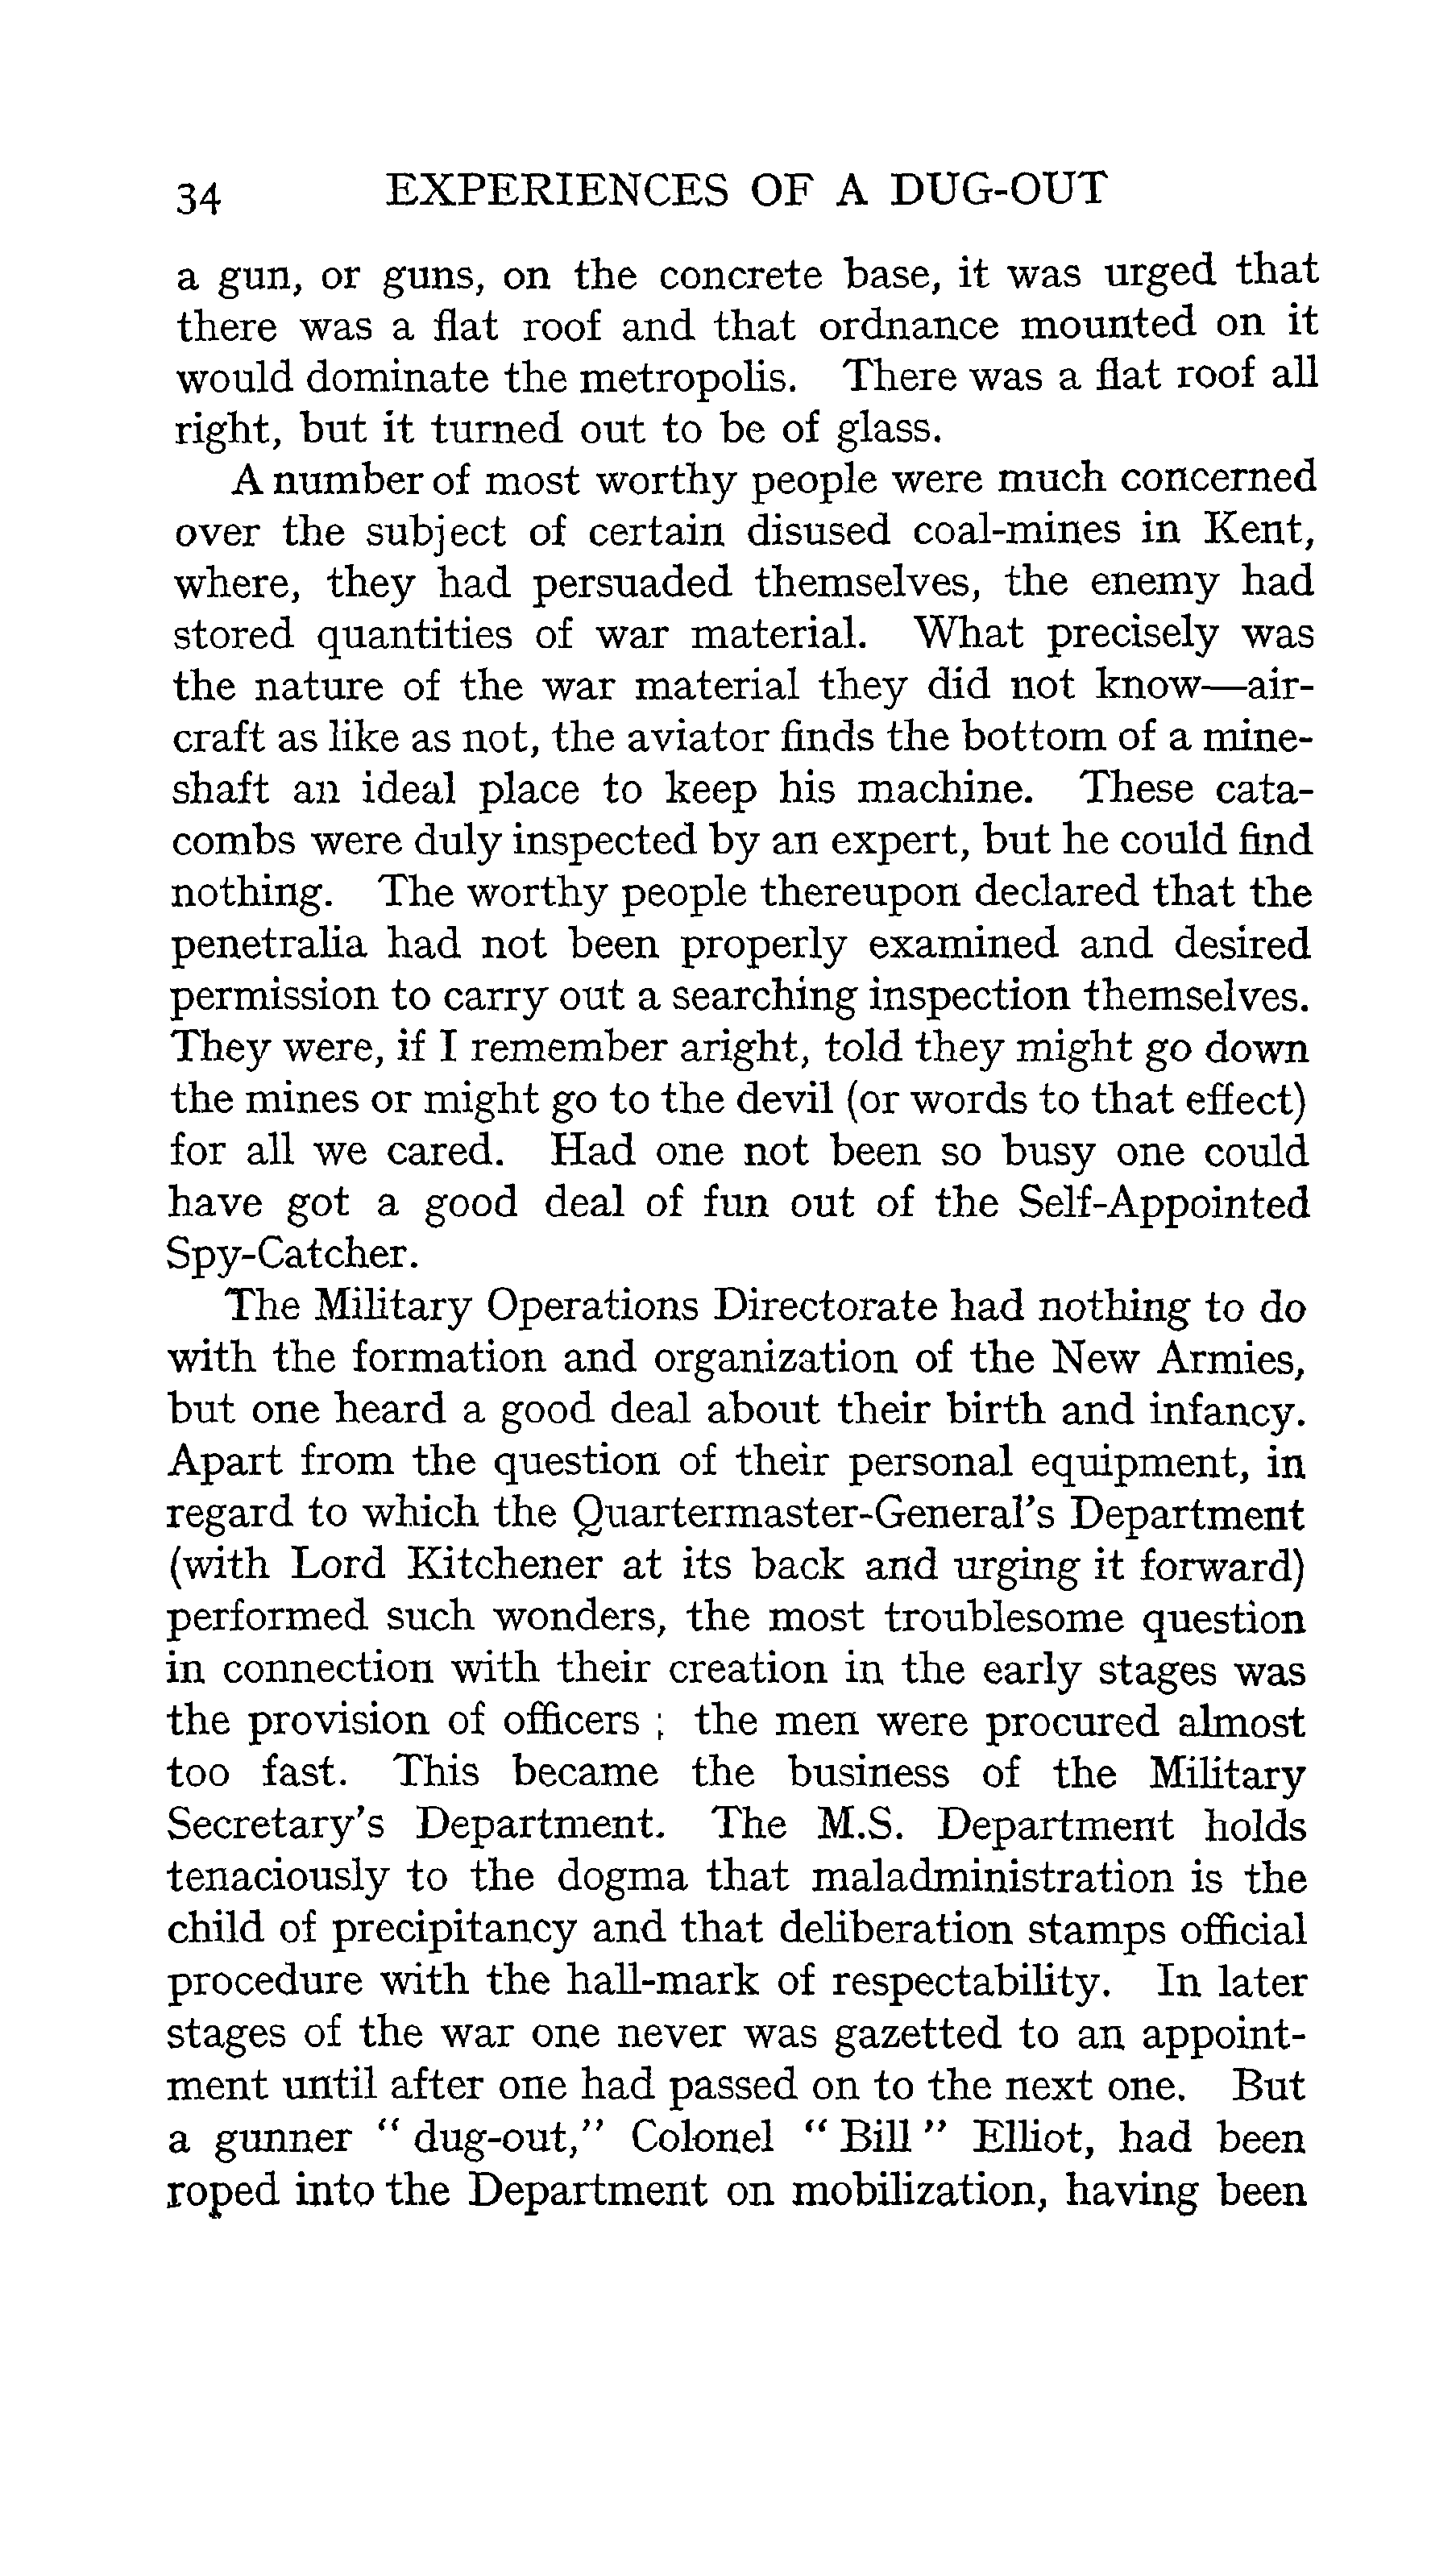 34 EXPERIENCES OF A DUG-OUT
a gun, or guns, on the concrete base, it was urged that
there was a flat roof and that ordnance mounted on it
would dominate the metropolis. There was a flat roof all
right, but it turned out to be of glass.
A number of most worthy people were much concerned
over the subject of certain disused coal-mines in Kent,
where, they had persuaded themselves, the enemy had
stored quantities of war material. What precisely was
the nature of the war material they did not know—air-
craft as like as not, the aviator finds the bottom of a mine-
shaft an ideal place to keep his machine. These cata-
combs were duly inspected by an expert, but he could find
nothing. The worthy people thereupon declared that the
penetralia had not been properly examined and desired
permission to carry out a searching inspection themselves.
They were, if I remember aright, told they might go down
the mines or might go to the devil (or words to that effect)
for all we cared. Had one not been so busy one could
have got a good deal of fun out of the Self-Appointed
Spy-Catcher.
The Military Operations Directorate had nothing to do
with the formation and organization of the New Armies,
but one heard a good deal about their birth and infancy.
Apart from the question of their personal equipment, in
regard to which the Quartermaster-General's Department
(with Lord Kitchener at its back and urging it forward)
performed such wonders, the most troublesome question
in connection with their creation in the early stages was
the provision of officers ; the men were procured almost
too fast. This became the business of the Military
Secretary's Department. The M.S. Department holds
tenaciously to the dogma that maladministration is the
child of precipitancy and that deliberation stamps official
procedure with the hall-mark of respectability. In later
stages of the war one never was gazetted to an appoint-
ment until after one had passed on to the next one. But
a gunner " dug-out," Colonel " Bill " Elliot, had been
roped into the Department on mobilization, having been